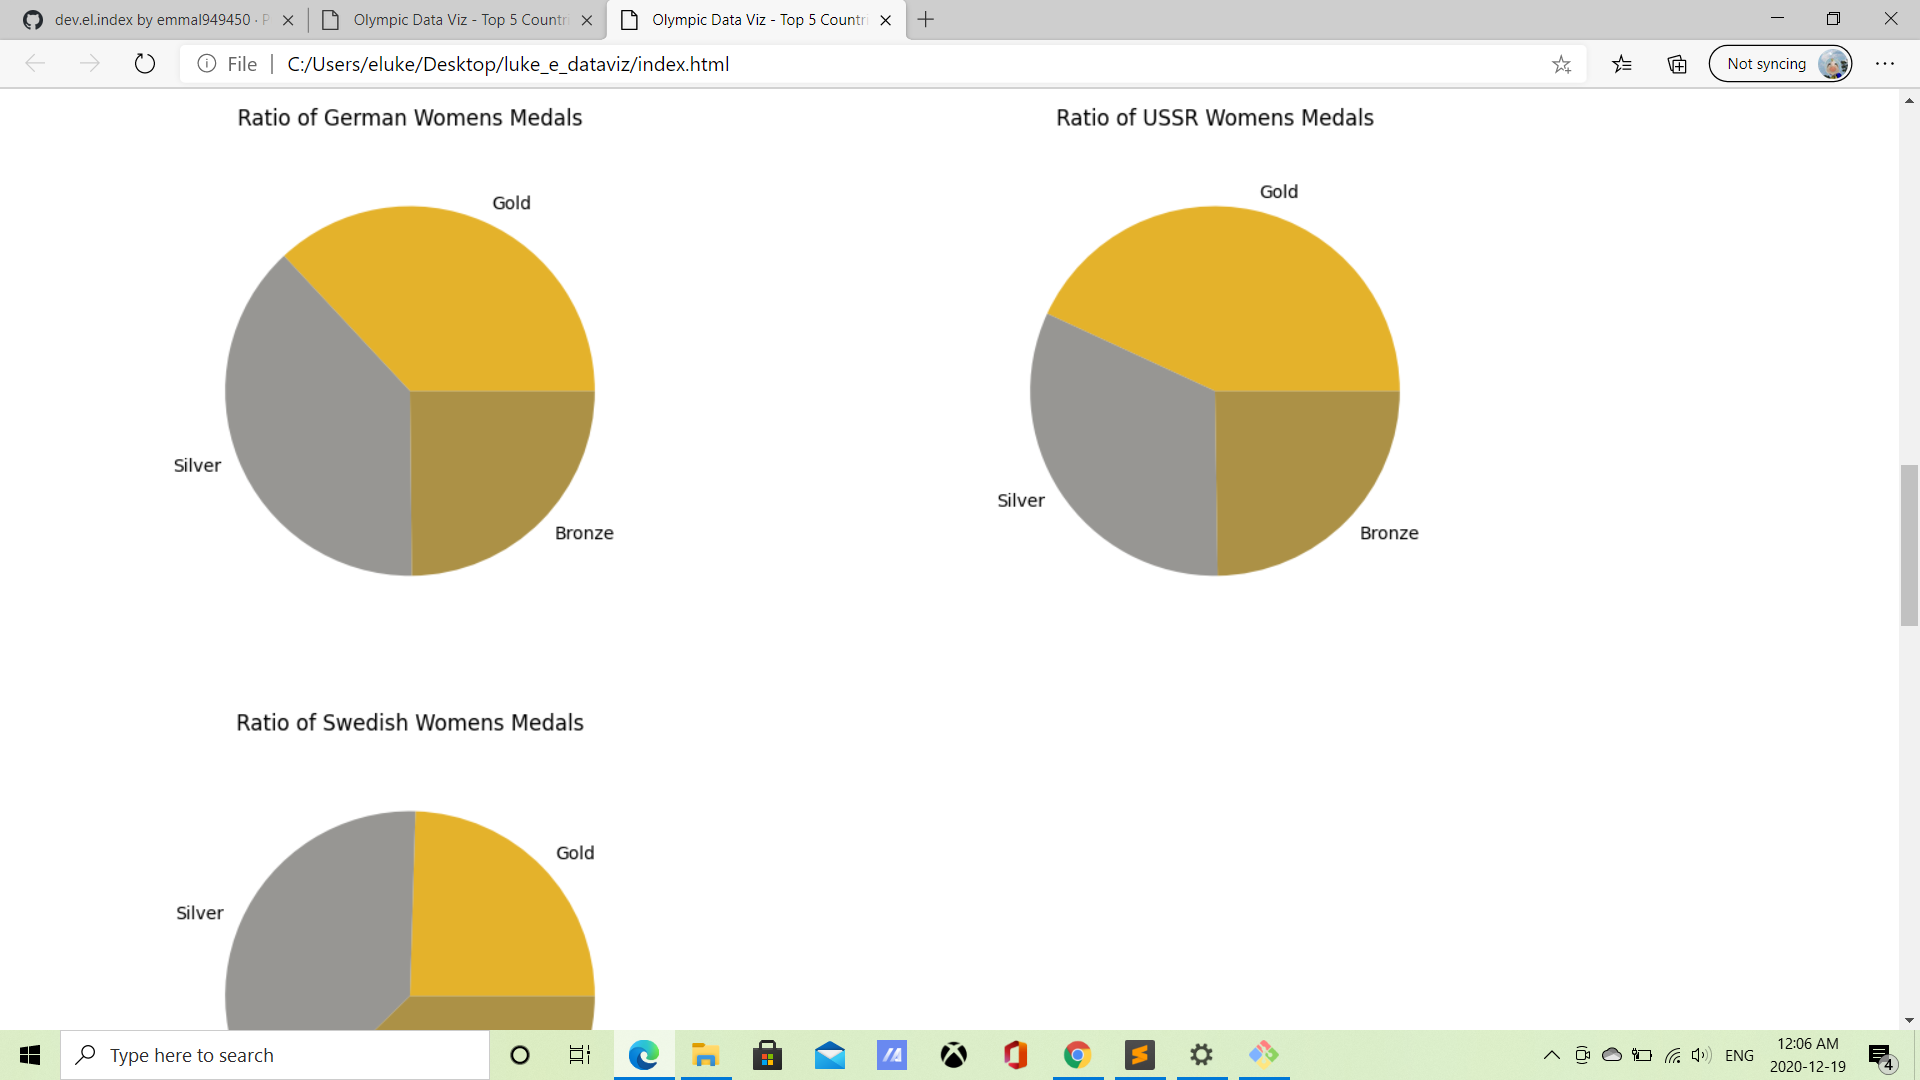 dev.el.index by emmal949450 · P
Olympic Data Viz - Top 5 Countri
Olympic Data Viz - Top 5 Countri
File
C:/Users/eluke/Desktop/luke_e_dataviz/index.html
Not syncing
Ratio of German Womens Medals
Gold
Silver
Bronze
Ratio of USSR Womens Medals
Gold
Silver
Bronze
Ratio of Swedish Womens Medals
Gold
Silver
Type here to search
ENG
12:06 AM
2020-12-19
4